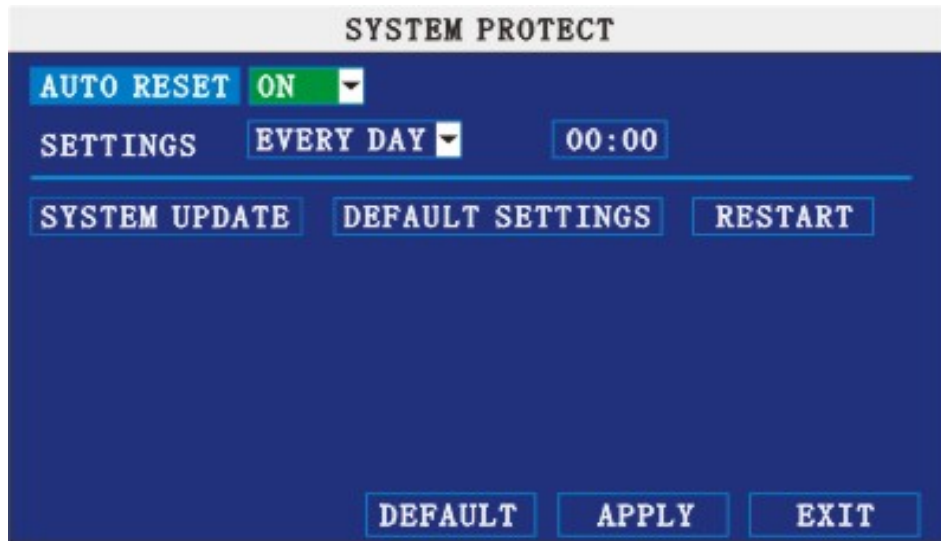 SYSTEM PROTECT
AUTO RESET ON
SETTINGS EVERY DAY 00:00
SYSTEM UPDATE DEFAULT SETTINGS RESTART
DEFAULT APPLY EXIT